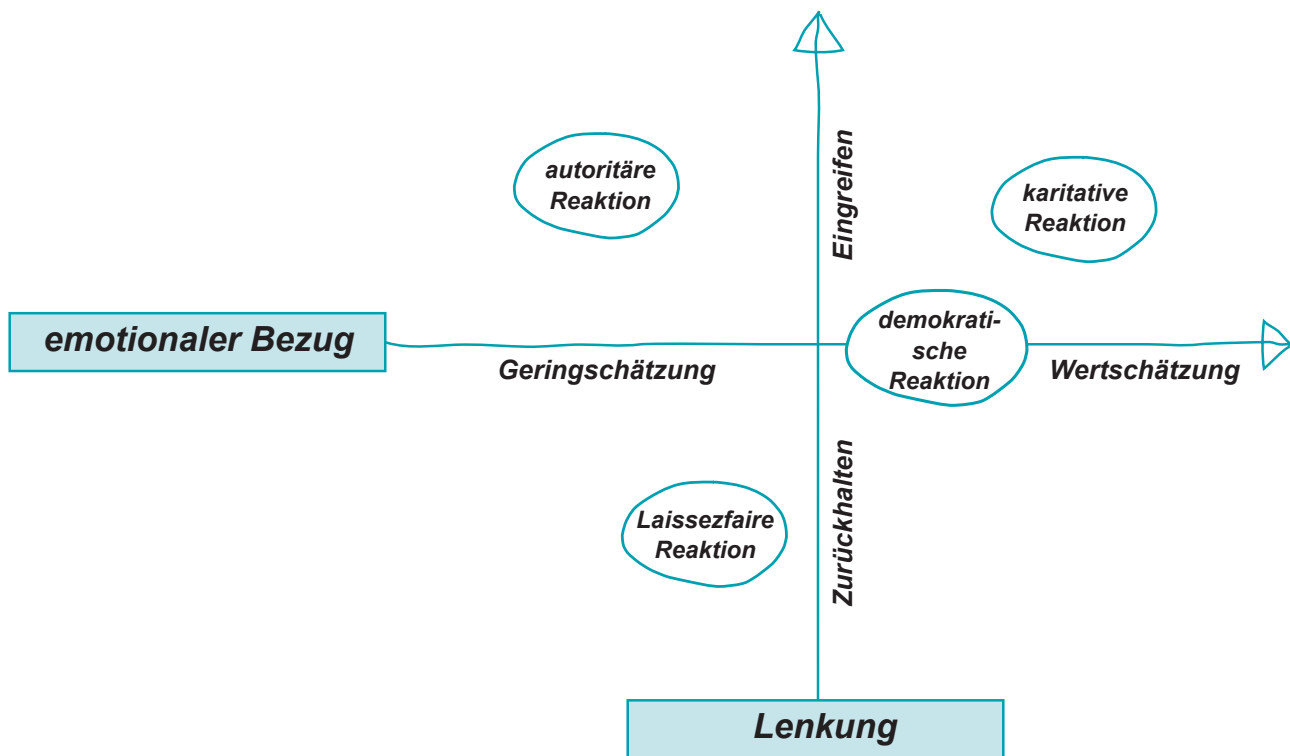 Eingreifen
autoritäre
Reaktion
karitative
Reaktion
emotionaler Bezug
demokrati-
sche
Reaktion
Geringschätzung
Wertschätzung
Zurückhalten
Laissezfaire
Reaktion
Lenkung